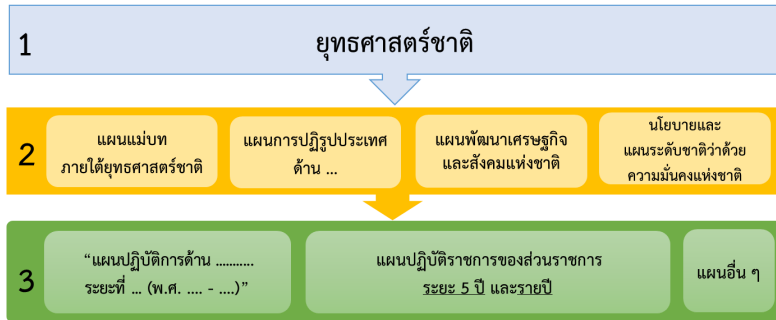 1
ยุทธศาสตร์ชาติ
2
แผนแม่บท
ภายใต้ยุทธศาสตร์ชาติ
แผนการปฏิรูปประเทศ
ด้าน ...
แผนพัฒนาเศรษฐกิจ
และสังคมแห่งชาติ
นโยบายและ
แผนระดับชาติว่าด้วย
ความมั่นคงแห่งชาติ
3
“แผนปฏิบัติการด้าน ...........
ระยะที่ ... (พ.ศ. .... - ....)”
แผนปฏิบัติราชการของส่วนราชการ
ระยะ 5 ปี และรายปี
แผนอื่น ๆ